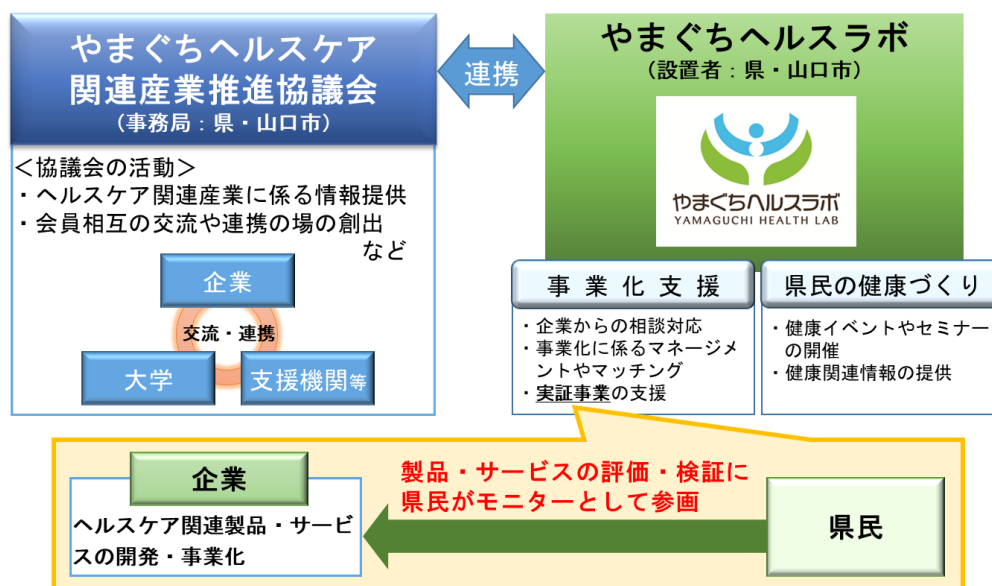 やまぐちヘルスケア
関連産業推進協議会
(事務局:県・山口市)
連携
やまぐちヘルスラボ
(設置者:県・山口市)
やまぐちヘルスラボ
YAMAGUCHI HEALTH LAB
<協議会の活動>
・ヘルスケア関連産業に係る情報提供
・会員相互の交流や連携の場の創出
など
企業
交流・連携
大学
支援機関等
事業化支援
・企業からの相談対応
・事業化に係るマネージメ
ントやマッチング
・実証事業の支援
県民の健康づくり
・健康イベントやセミナー
の開催
・健康関連情報の提供
企業
ヘルスケア関連製品・サービ
スの開発・事業化
製品・サービスの評価・検証に
県民がモニターとして参画
県民